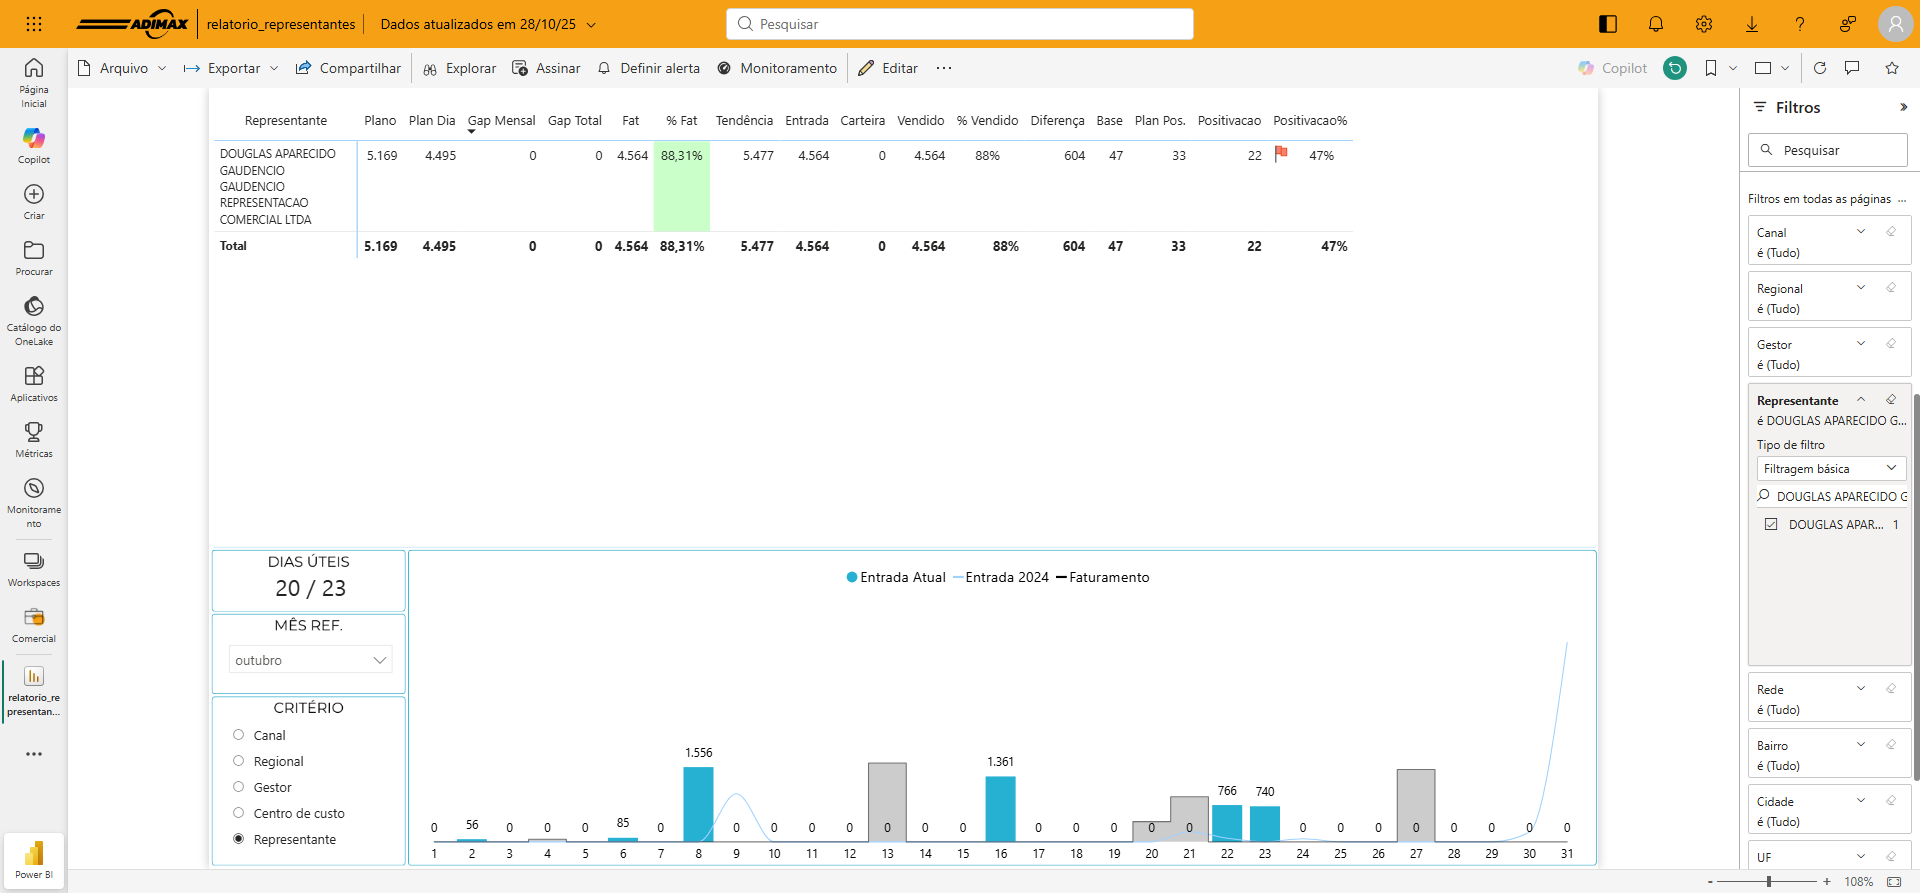 ADIMAX
relatorio_representantes
Dados atualizados em 28/10/25
Pesquisar
Arquivo
Exportar
Compartilhar
Explorar
Assinar
Definir alerta
Monitoramento
Editar
Copilot
Página
Inicial
Copilot
Criar
Procurar
Catálogo do
OneLake
Aplicativos
Métricas
Monitorame
nto
Workspaces
Comercial
relatorio_re
presentan...
Power BI
Representante Plano Plan Dia Gap Mensal Gap Total Fat % Fat Tendência Entrada Carteira Vendido % Vendido Diferença Base Plan Pos. Positivacao Positivacao%
DOUGLAS APARECIDO 5.169 4.495 0 0 4.564 88,31% 5.477 4.564 0 4.564 88% 604 47 33 22 47%
GAUDENCIO
GAUDENCIO
REPRESENTACAO
COMERCIAL LTDA
Total 5.169 4.495 0 0 4.564 88,31% 5.477 4.564 0 4.564 88% 604 47 33 22 47%
DIAS ÚTEIS
20 / 23
MÊS REF.
outubro
CRITÉRIO
Canal
Regional
Gestor
Centro de custo
Representante
Entrada Atual Entrada 2024 Faturamento
0 56 0 0 0 85 0 1.556 0 0 0 0 0 0 0 1.361 0 0 0 0 0 766 740 0 0 0 0 0 0 0 0
1 2 3 4 5 6 7 8 9 10 11 12 13 14 15 16 17 18 19 20 21 22 23 24 25 26 27 28 29 30 31
Filtros
Pesquisar
Filtros em todas as páginas ...
Canal
é (Tudo)
Regional
é (Tudo)
Gestor
é (Tudo)
Representante
é DOUGLAS APARECIDO G...
Tipo de filtro
Filtragem básica
DOUGLAS APARECIDO G
DOUGLAS APAR... 1
Rede
é (Tudo)
Bairro
é (Tudo)
Cidade
é (Tudo)
UF
- + 108%